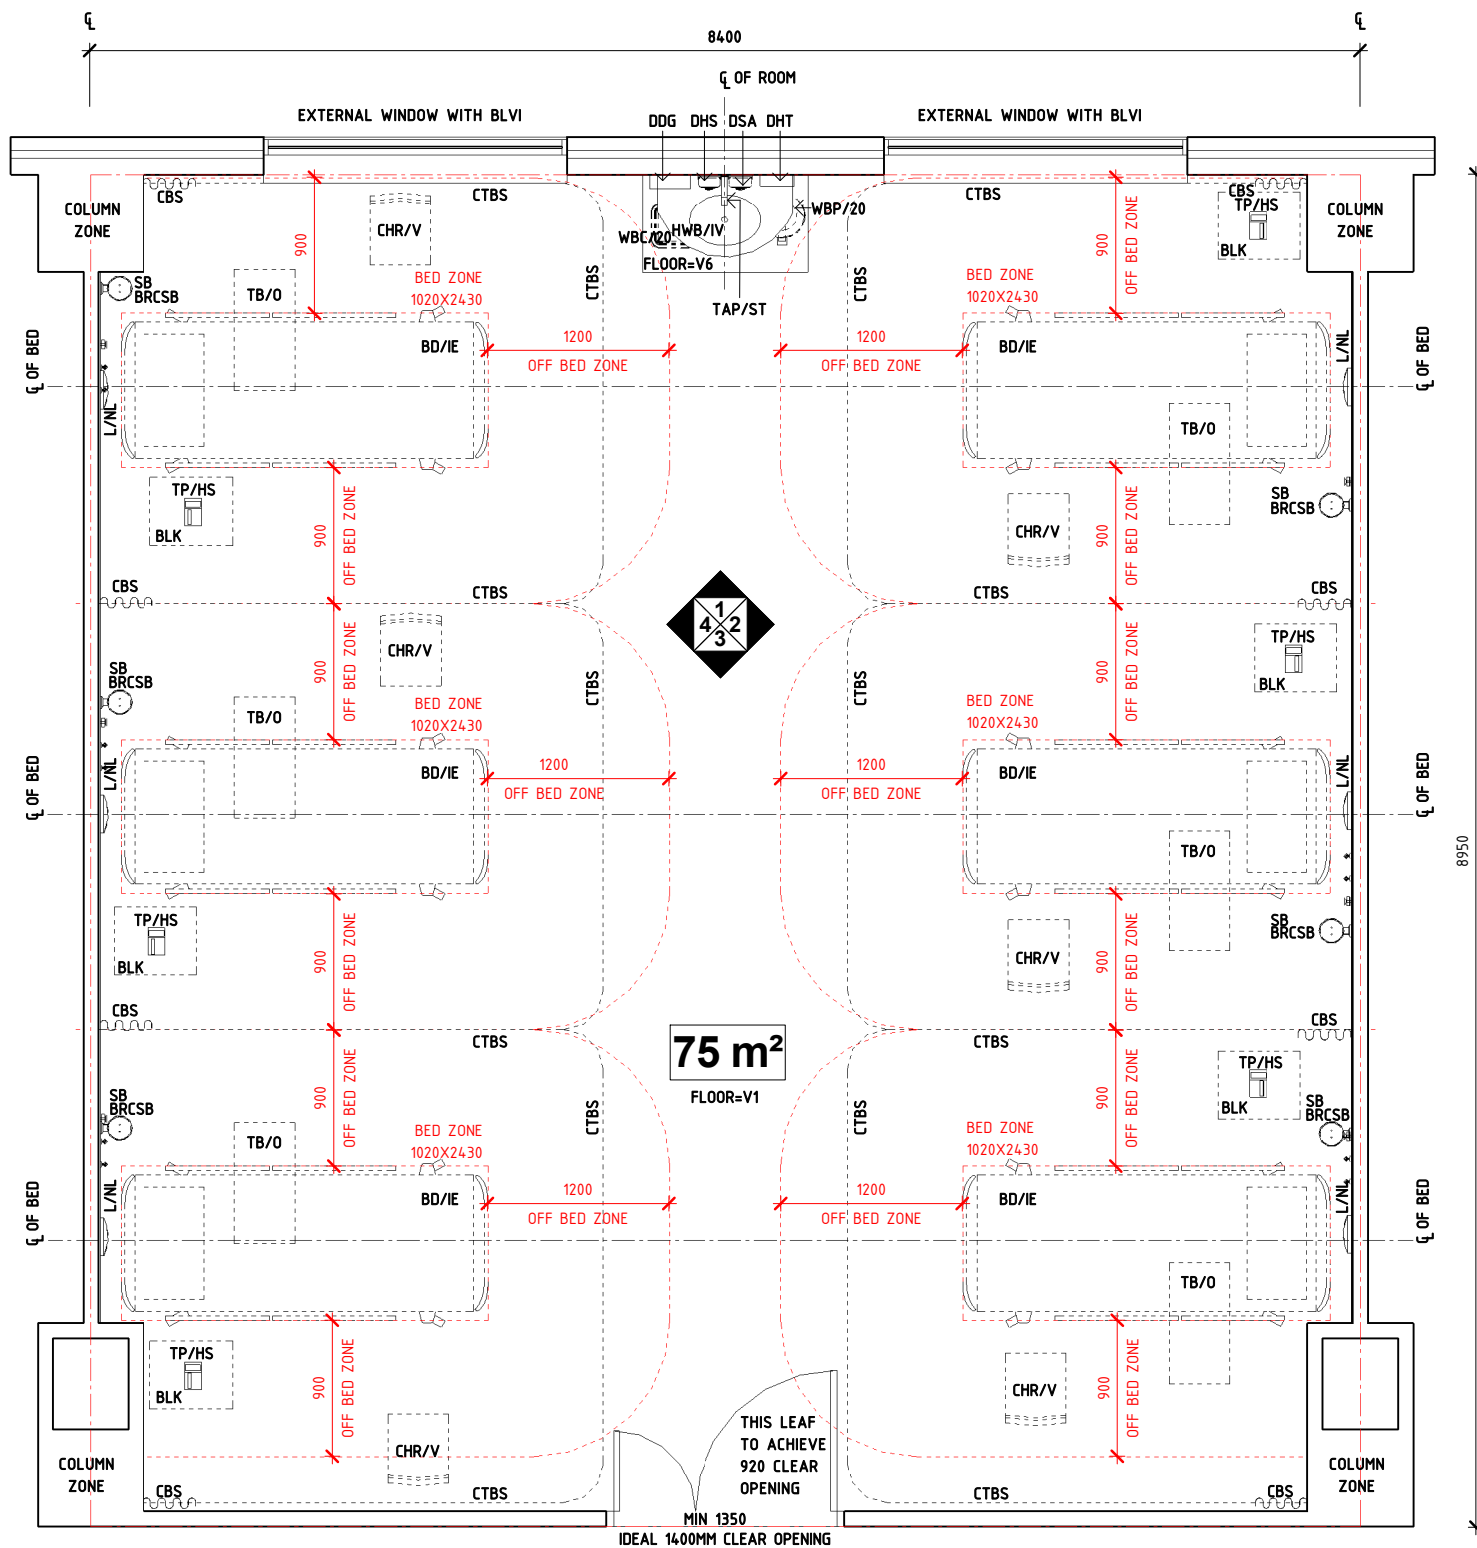 ℄
℄
8400
℄ OF ROOM
EXTERNAL WINDOW WITH BLVI
EXTERNAL WINDOW WITH BLVI
DDG
DHS
DSA
DHT
CBS
CTBS
CTBS
CBS
COLUMN
ZONE
CHR/V
WBC/20
HWB/IV
WBP/20
FLOOR=V6
TAP/ST
TP/HS
BLK
COLUMN
ZONE
900
900
OFF BED ZONE
SB
BRCSB
TB/O
BED ZONE
1020X2430
CTBS
CTBS
BED ZONE
1020X2430
℄ OF BED
L/NL
BD/IE
1200
OFF BED ZONE
1200
OFF BED ZONE
BD/IE
L/NL
℄ OF BED
TB/O
TP/HS
BLK
900
OFF BED ZONE
CHR/V
900
OFF BED ZONE
SB
BRCSB
CBS
CTBS
CTBS
CBS
1
4
2
3
CHR/V
900
OFF BED ZONE
900
OFF BED ZONE
TP/HS
BLK
SB
BRCSB
TB/O
BED ZONE
1020X2430
CTBS
CTBS
BED ZONE
1020X2430
℄ OF BED
L/NL
BD/IE
1200
OFF BED ZONE
1200
OFF BED ZONE
BD/IE
L/NL
℄ OF BED
TB/O
8950
TP/HS
BLK
900
OFF BED ZONE
CHR/V
900
OFF BED ZONE
SB
BRCSB
CBS
CTBS
CTBS
CBS
75 m²
FLOOR=V1
900
OFF BED ZONE
900
OFF BED ZONE
TP/HS
BLK
SB
BRCSB
SB
BRCSB
TB/O
BED ZONE
1020X2430
CTBS
CTBS
BED ZONE
1020X2430
℄ OF BED
L/NL
BD/IE
1200
OFF BED ZONE
1200
OFF BED ZONE
BD/IE
L/NL
℄ OF BED
TB/O
TP/HS
BLK
900
OFF BED ZONE
CHR/V
900
OFF BED ZONE
CHR/V
THIS LEAF
TO ACHIEVE
920 CLEAR
OPENING
COLUMN
ZONE
COLUMN
ZONE
CBS
CTBS
CTBS
CBS
MIN 1350
IDEAL 1400MM CLEAR OPENING